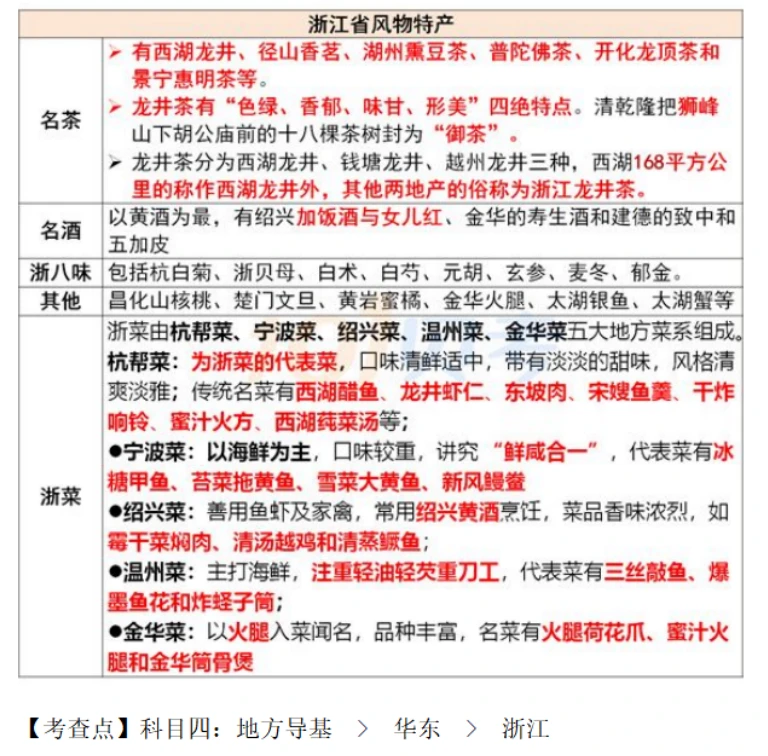 浙江省风物特产
名茶
➢ 有西湖龙井、径山香茗、湖州熏豆茶、普陀佛茶、开化龙顶茶和
景宁惠明茶等。
➢ 龙井茶有“色绿、香郁、味甘、形美”四绝特点。清乾隆把狮峰
山下胡公庙前的十八棵茶树封为“御茶”。
➢ 龙井茶分为西湖龙井、钱塘龙井、越州龙井三种，西湖168平方公
里的称作西湖龙井外，其他两地产的俗称为浙江龙井茶。
名酒
以黄酒为最，有绍兴加饭酒与女儿红、金华的寿生酒和建德的致中和
五加皮
浙八味
包括杭白菊、浙贝母、白术、白芍、元胡、玄参、麦冬、郁金。
其他
昌化山核桃、楚门文旦、黄岩蜜橘、金华火腿、太湖银鱼、太湖蟹等
浙菜
浙菜由杭帮菜、宁波菜、绍兴菜、温州菜、金华菜五大地方菜系组成。
杭帮菜：为浙菜的代表菜，口味清鲜适中，带有淡淡的甜味，风格清
爽淡雅；传统名菜有西湖醋鱼、龙井虾仁、东坡肉、宋嫂鱼羹、干炸
响铃、蜜汁火方、西湖莼菜汤等；
●宁波菜：以海鲜为主，口味较重，讲究“鲜咸合一”，代表菜有冰
糖甲鱼、苔菜拖黄鱼、雪菜大黄鱼、新风鳗鲞
●绍兴菜：善用鱼虾及家禽，常用绍兴黄酒烹饪，菜品香味浓烈，如
霉干菜焖肉、清汤越鸡和清蒸鳜鱼；
●温州菜：主打海鲜，注重轻油轻芡重刀工，代表菜有三丝敲鱼、爆
墨鱼花和炸蛏子筒；
●金华菜：以火腿入菜闻名，品种丰富，名菜有火腿荷花爪、蜜汁火
腿和金华筒骨煲
【考查点】科目四：地方导基 > 华东 > 浙江